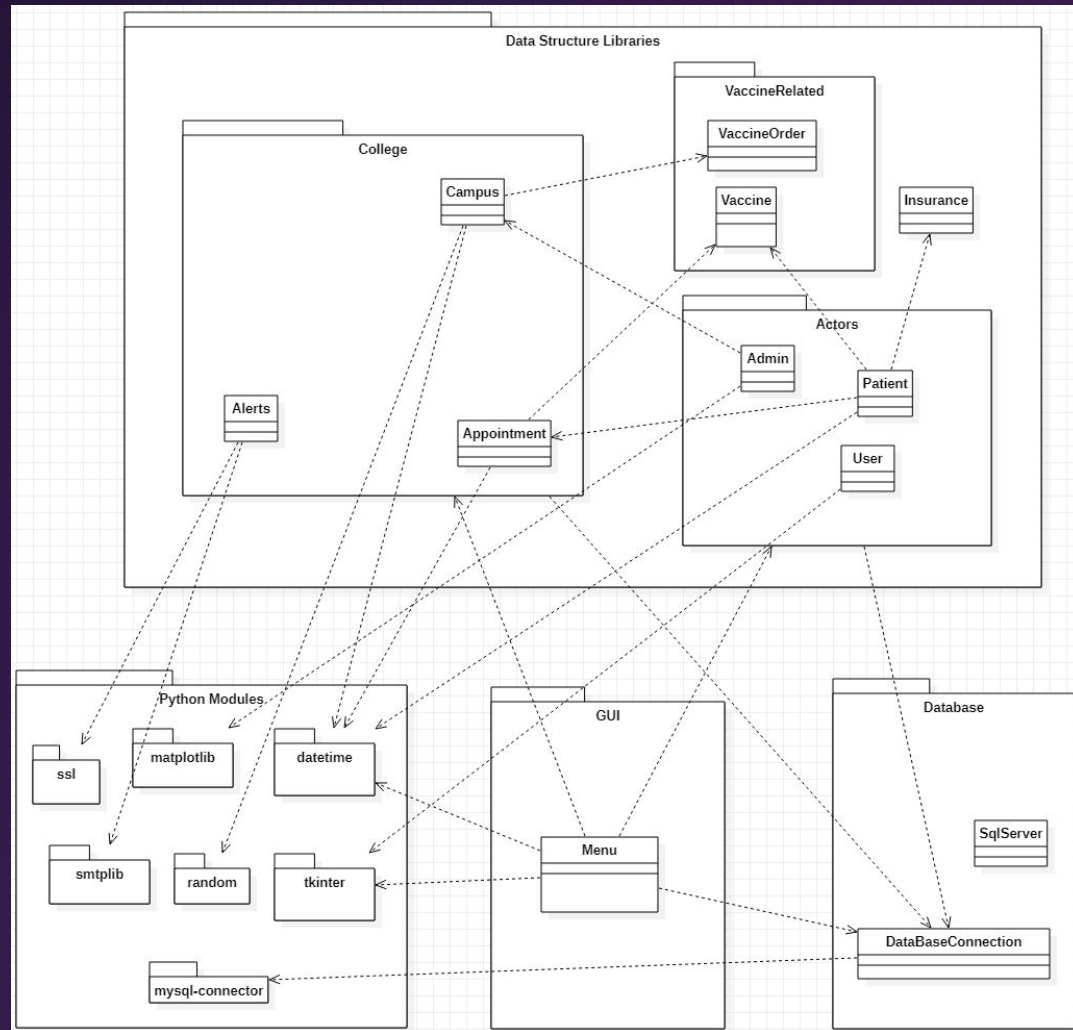 Data Structure Libraries
VaccineRelated
VaccineOrder
College
Campus
Vaccine
Insurance
Actors
Admin
Patient
Alerts
Appointment
User
Python Modules
GUI
Database
ssl
matplotlib
datetime
SqlServer
Menu
smtplib
random
tkinter
DataBaseConnection
mysql-connector